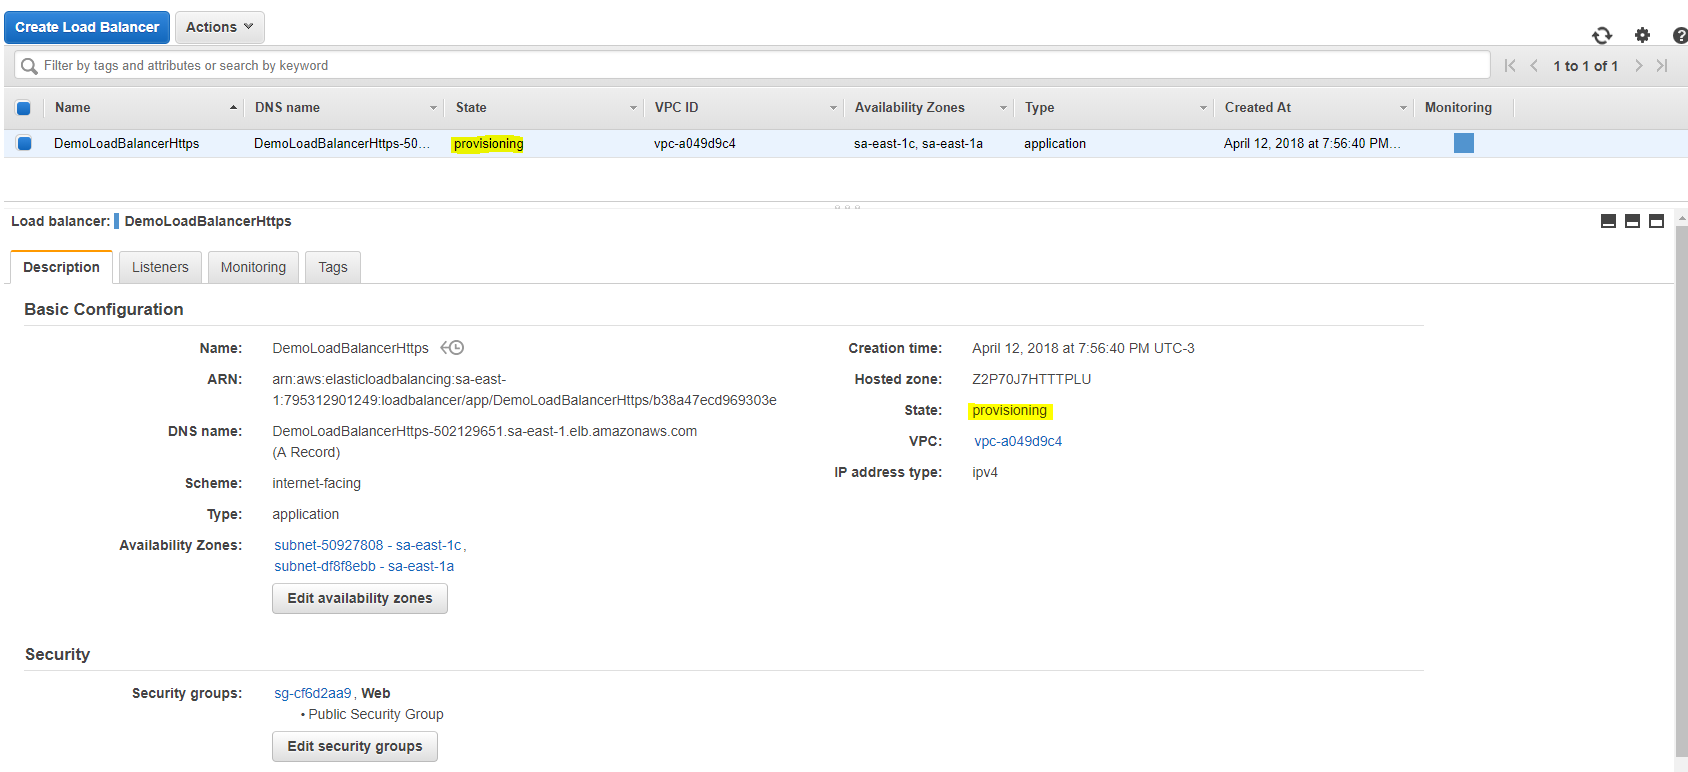 Create Load Balancer Actions
Filter by tags and attributes or search by keyword 1 to 1 of 1
Name DNS name State VPC ID Availability Zones Type Created At Monitoring
DemoLoadBalancerHttps DemoLoadBalancerHttps-50... provisioning vpc-a049d9c4 sa-east-1c, sa-east-1a application April 12, 2018 at 7:56:40 PM...
Load balancer: DemoLoadBalancerHttps
Description Listeners Monitoring Tags
Basic Configuration
Name: DemoLoadBalancerHttps
ARN: arn:aws:elasticloadbalancing:sa-east-
1:795312901249:loadbalancer/app/DemoLoadBalancerHttps/b38a47ecd969303e
DNS name: DemoLoadBalancerHttps-502129651.sa-east-1.elb.amazonaws.com
(A Record)
Scheme: internet-facing
Type: application
Availability Zones: subnet-50927808 - sa-east-1c,
subnet-df8f8ebb - sa-east-1a
Edit availability zones
Creation time: April 12, 2018 at 7:56:40 PM UTC-3
Hosted zone: Z2P70J7HTTTPLU
State: provisioning
VPC: vpc-a049d9c4
IP address type: ipv4
Security
Security groups: sg-cf6d2aa9, Web
• Public Security Group
Edit security groups